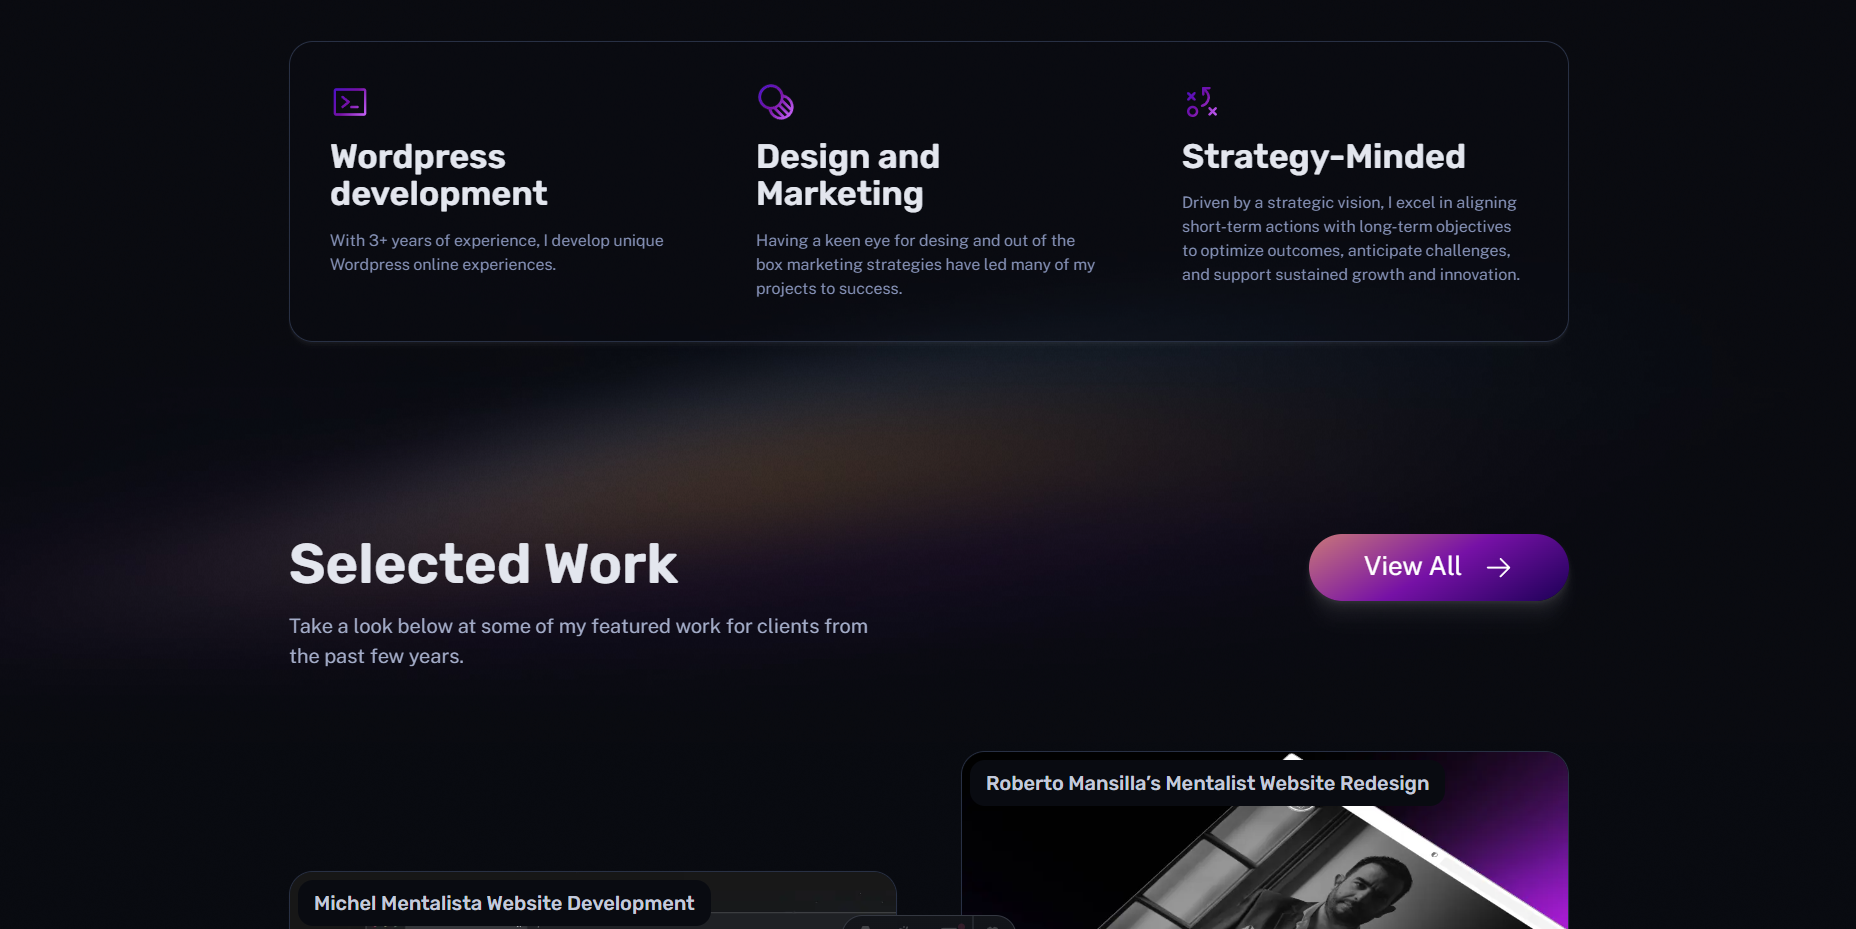 Wordpress
development
With 3+ years of experience, I develop unique
Wordpress online experiences.
Design and
Marketing
Having a keen eye for desing and out of the
box marketing strategies have led many of my
projects to success.
Strategy-Minded
Driven by a strategic vision, I excel in aligning
short-term actions with long-term objectives
to optimize outcomes, anticipate challenges,
and support sustained growth and innovation.
Selected Work
Take a look below at some of my featured work for clients from
the past few years.
View All
Roberto Mansilla’s Mentalist Website Redesign
Michel Mentalista Website Development